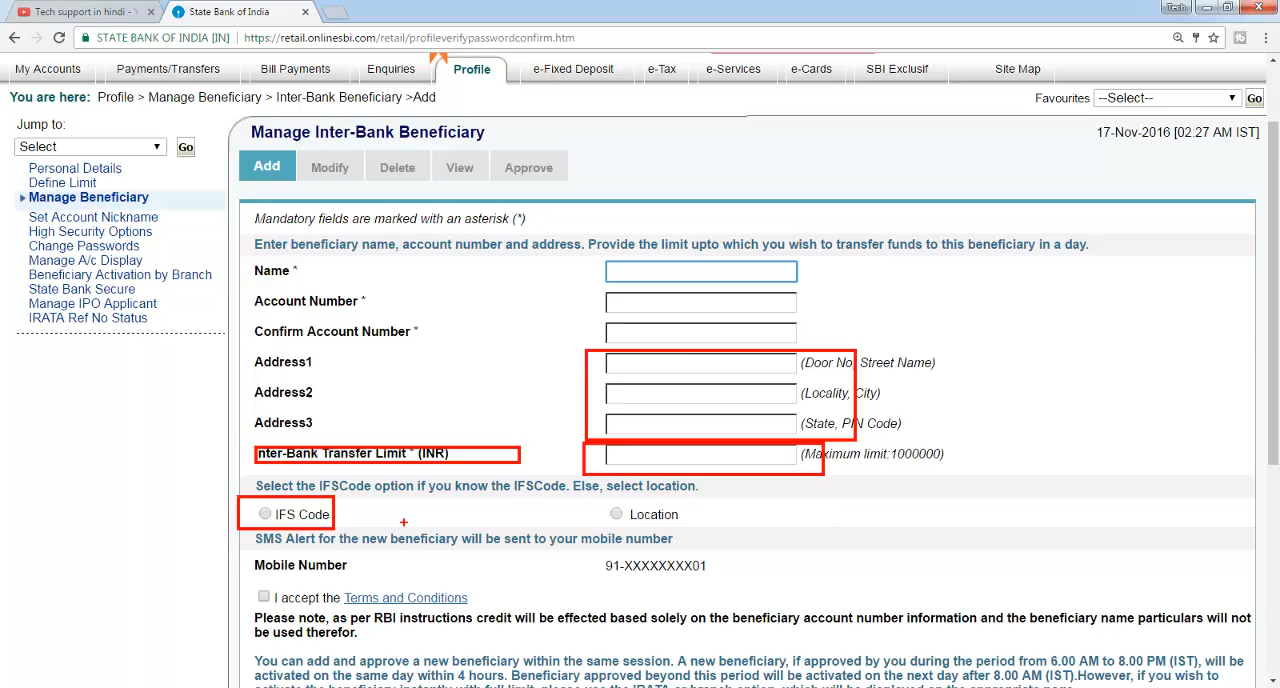 Tech support in hindi - Y
State Bank of India
Tech
STATE BANK OF INDIA [IN] https://retail.onlinesbi.com/retail/profileverifypasswordconfirm.htm
My Accounts Payments/Transfers Bill Payments Enquiries Profile e-Fixed Deposit e-Tax e-Services e-Cards SBI Exclusif Site Map
You are here: Profile > Manage Beneficiary > Inter-Bank Beneficiary >Add
Favourites --Select-- Go
Jump to:
Select Go
Personal Details
Define Limit
Manage Beneficiary
Set Account Nickname
High Security Options
Change Passwords
Manage A/c Display
Beneficiary Activation by Branch
State Bank Secure
Manage IPO Applicant
IRATA Ref No Status
Manage Inter-Bank Beneficiary
17-Nov-2016 [02:27 AM IST]
Add Modify Delete View Approve
Mandatory fields are marked with an asterisk (*)
Enter beneficiary name, account number and address. Provide the limit upto which you wish to transfer funds to this beneficiary in a day.
Name *
Account Number *
Confirm Account Number *
Address1 (Door No, Street Name)
Address2 (Locality, City)
Address3 (State, PIN Code)
Inter-Bank Transfer Limit * (INR) (Maximum limit:1000000)
Select the IFSCode option if you know the IFSCode. Else, select location.
IFS Code Location
SMS Alert for the new beneficiary will be sent to your mobile number
Mobile Number 91-XXXXXXXX01
I accept the Terms and Conditions
Please note, as per RBI instructions credit will be effected based solely on the beneficiary account number information and the beneficiary name particulars will not
be used therefor.
You can add and approve a new beneficiary within the same session. A new beneficiary, if approved by you during the period from 6.00 AM to 8.00 PM (IST), will be
activated on the same day within 4 hours. Beneficiary approved beyond this period will be activated on the next day after 8.00 AM (IST).However, if you wish to